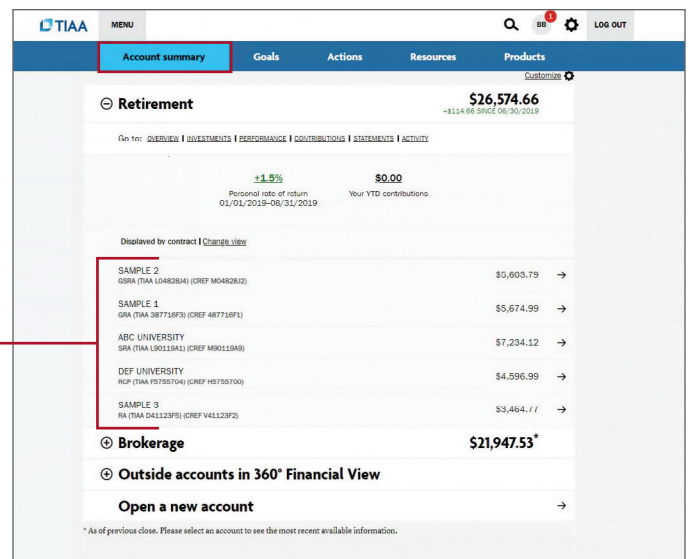 TIAA MENU BB 1 LOG OUT
Account summary Goals Actions Resources Products
Customize
Retirement $26,574.66
SINCE 06/30/2019
Go to: OVERVIEW | INVESTMENTS | PERFORMANCE | CONTRIBUTIONS | STATEMENTS | ACTIVITY
+1.5% $0.00
Personal rate of return Your YTD contributions
01/01/2019–08/31/2019
Displayed by contract | Change view
SAMPLE 2 $5,603.79 →
GSRA (TIAA L04828J4) (CREF M04828J2)
SAMPLE 1 $5,674.99 →
GRA (TIAA 387716F3) (CREF 487716F1)
ABC UNIVERSITY $7,234.12 →
SRA (TIAA L90119A1) (CREF M90119A9)
DEF UNIVERSITY $4,596.99 →
RCP (TIAA F5755704) (CREF H5755700)
SAMPLE 3 $3,464.77 →
RA (TIAA D41123F5) (CREF V41123F2)
Brokerage $21,947.53*
Outside accounts in 360° Financial View
Open a new account →
* As of previous close. Please select an account to see the most recent available information.